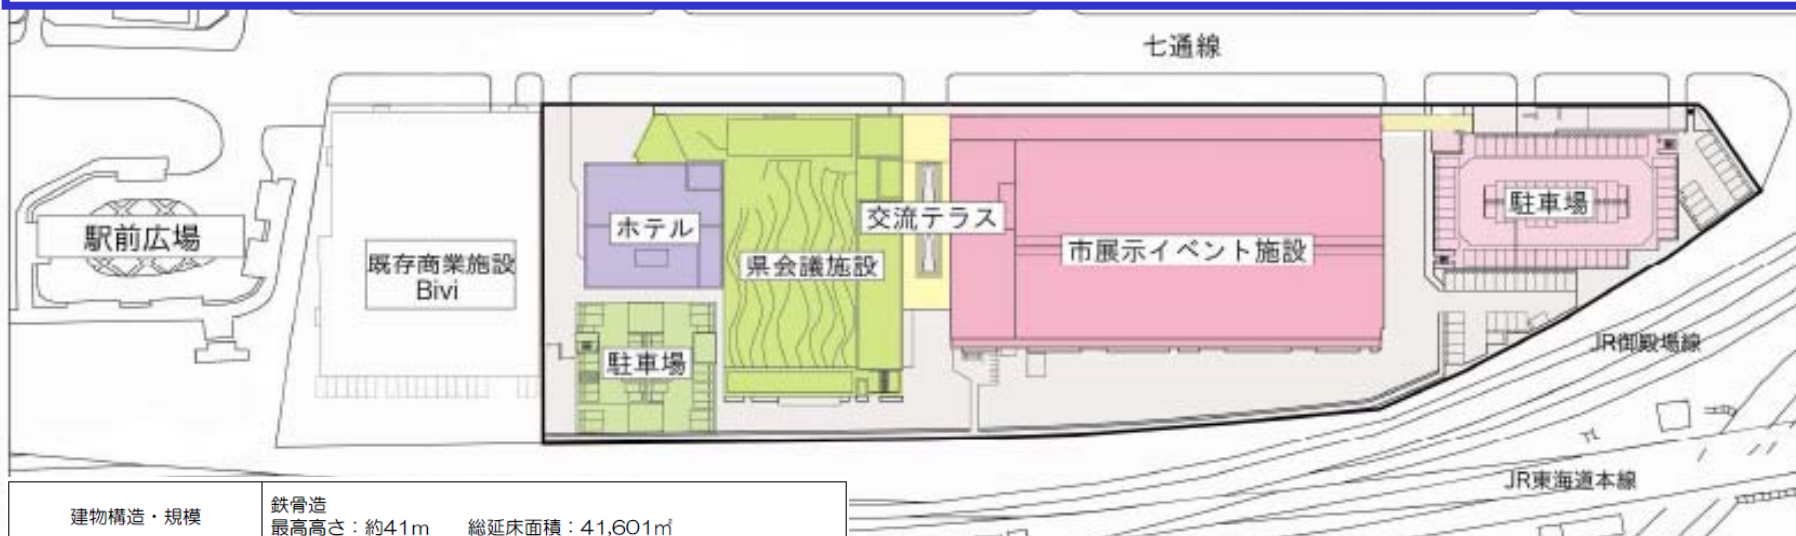 七通線
駅前広場
既存商業施設
Bivi
ホテル
駐車場
県会議施設
交流テラス
市展示イベント施設
駐車場
JR御殿場線
JR東海道本線
建物構造・規模
鉄骨造
最高高さ：約41m　総延床面積：41,601㎡